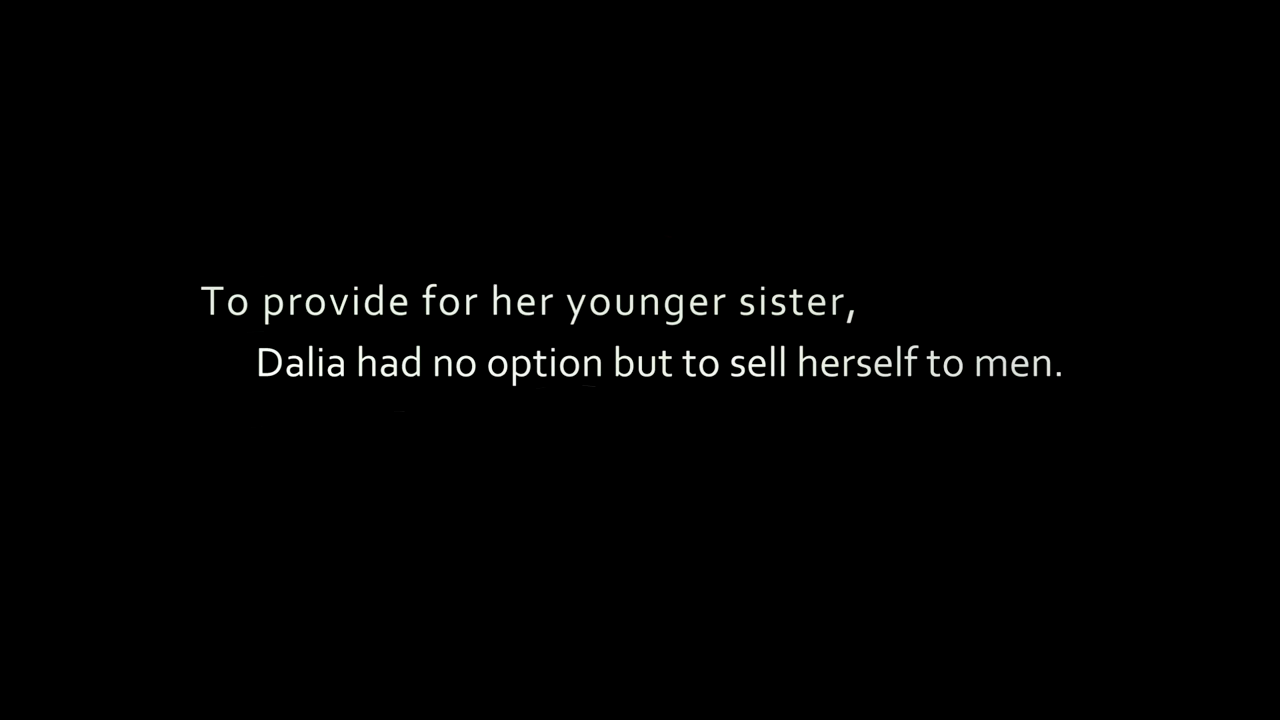 To provide for her younger sister,
Dalia had no option but to sell herself to men.